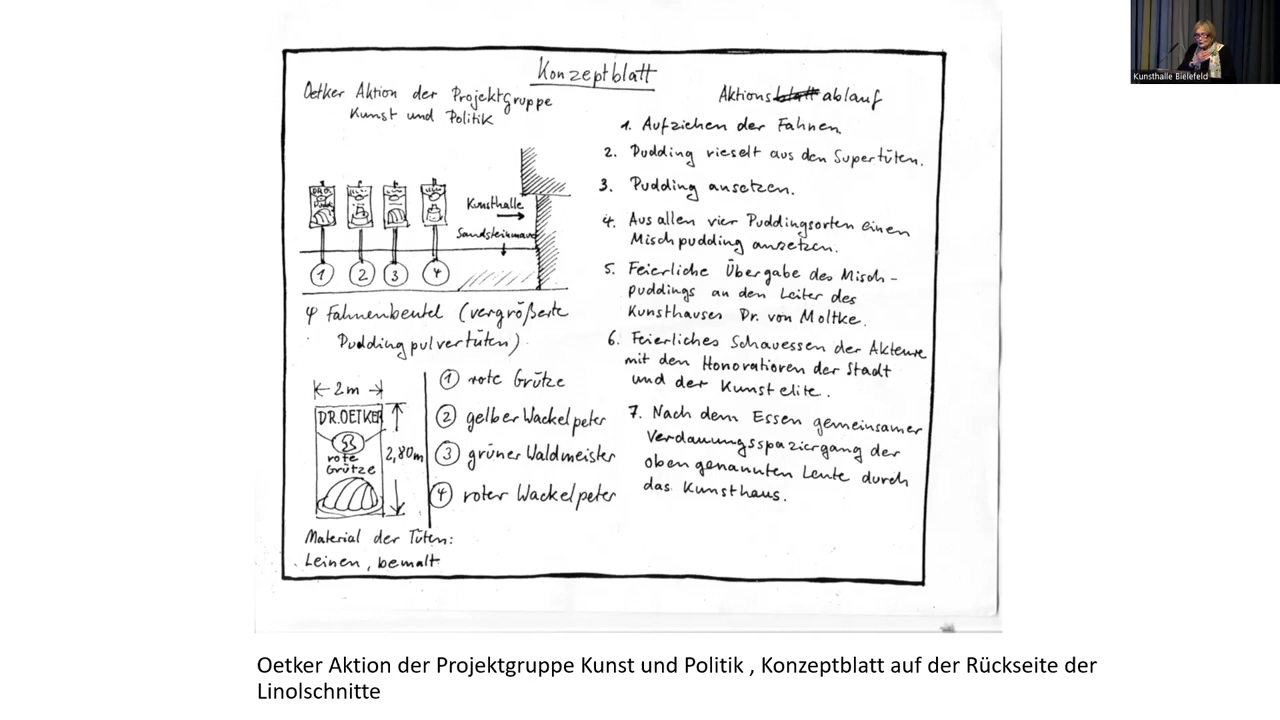 Konzeptblatt
Oetker Aktion der Projektgruppe
Kunst und Politik
Kunsthalle
Sandsteinmauer
1 2 3 4
4 Fahnenbeutel (vergrößerte
Puddingpulvertüten)
2m
DR.OETKER
rote
Grütze
2,80m
1 rote Grütze
2 gelber Wackelpeter
3 grüner Waldmeister
4 roter Wackelpeter
Material der Tüten:
Leinen, bemalt
Aktionsblatt ablauf
1. Aufziehen der Fahnen.
2. Pudding rieselt aus den Supertüten.
3. Pudding ansetzen.
4. Aus allen vier Puddingsorten einen
Mischpudding ansetzen.
5. Feierliche Übergabe des Misch-
puddings an den Leiter des
Kunsthauses Dr. von Moltke.
6. Feierliches Schauessen der Akteure
mit den Honoratioren der Stadt
und der Kunstelite.
7. Nach dem Essen gemeinsamer
Verdauungsspaziergang der
oben genannten Leute durch
das Kunsthaus.
Oetker Aktion der Projektgruppe Kunst und Politik , Konzeptblatt auf der Rückseite der
Linolschnitte
Kunsthalle Bielefeld